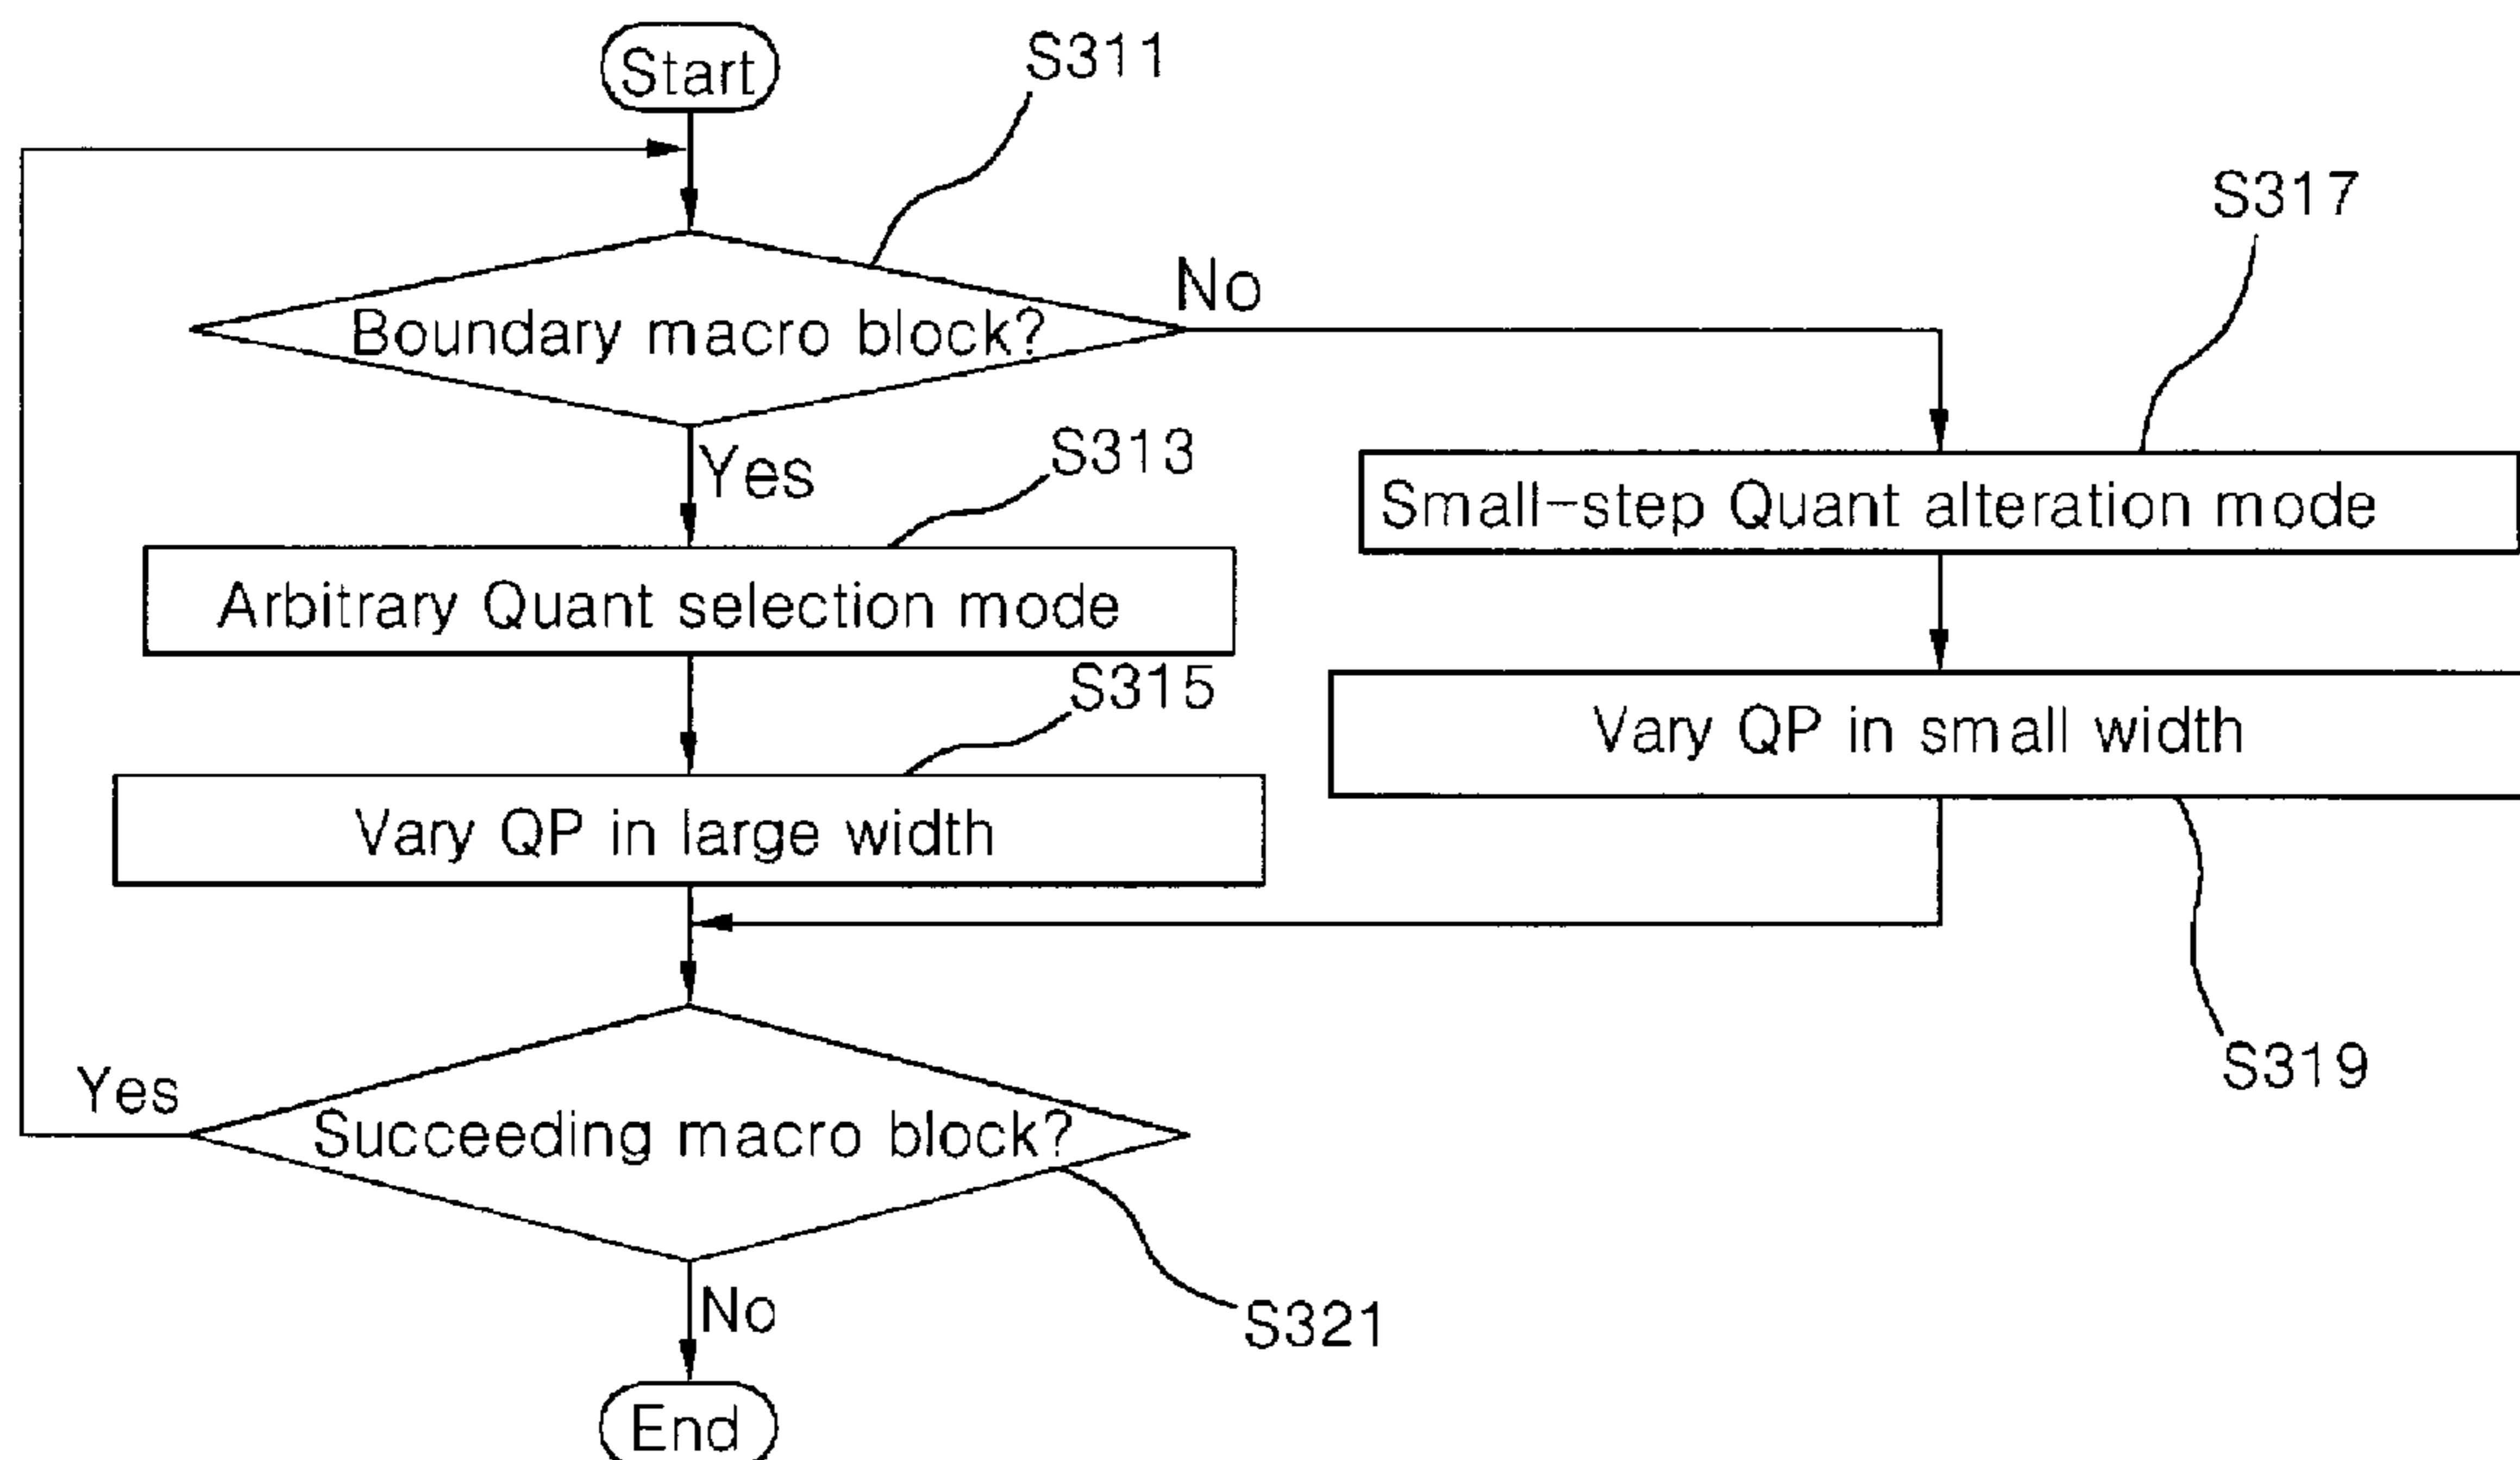 Start
S311
S317
Boundary macro block?
No
Yes
S313
Small-step Quant alteration mode
Arbitrary Quant selection mode
S315
Vary QP in small width
Vary QP in large width
S319
Yes
Succeeding macro block?
S321
No
End